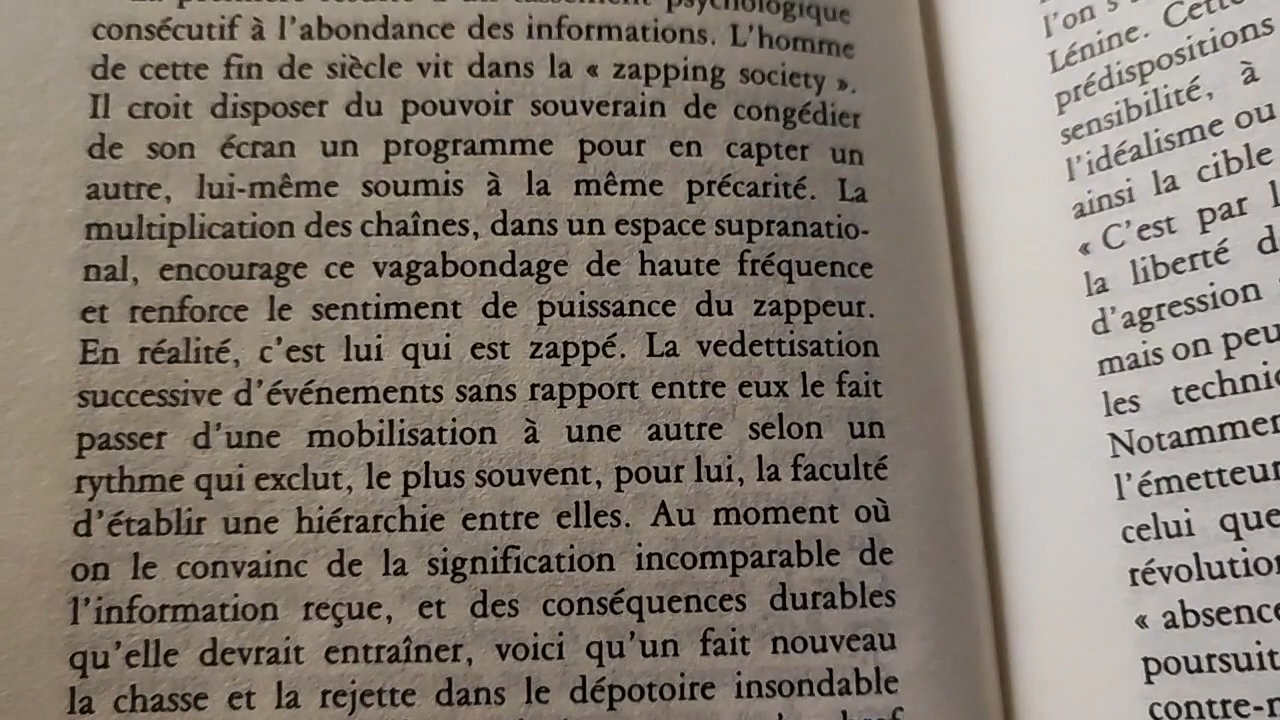 psychologique
consécutif à l'abondance des informations. L'homme
de cette fin de siècle vit dans la « zapping society ».
Il croit disposer du pouvoir souverain de congédier
de son écran un programme pour en capter un
autre, lui-même soumis à la même précarité. La
multiplication des chaînes, dans un espace supranatio-
nal, encourage ce vagabondage de haute fréquence
et renforce le sentiment de puissance du zappeur.
En réalité, c'est lui qui est zappé. La vedettisation
successive d'événements sans rapport entre eux le fait
passer d'une mobilisation à une autre selon un
rythme qui exclut, le plus souvent, pour lui, la faculté
d'établir une hiérarchie entre elles. Au moment où
on le convainc de la signification incomparable de
l'information reçue, et des conséquences durables
qu'elle devrait entraîner, voici qu'un fait nouveau
la chasse et la rejette dans le dépotoire insondable
l'on
Lénine.
prédispositions
sensibilité, à
l'idéalisme ou
ainsi la cible
« C'est par
la liberté
d'agression
mais on
les
l'émetteur
celui que
« absence
poursuit